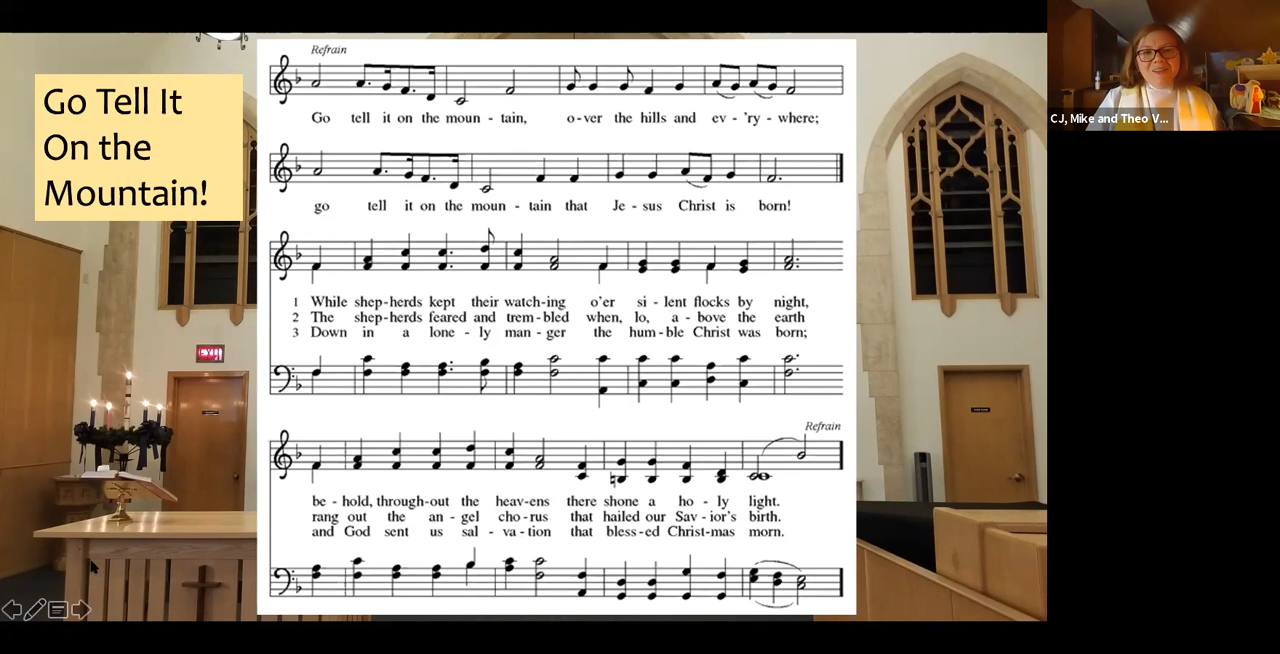 Go Tell It
On the
Mountain!
Refrain
Go tell it on the moun - tain, o - ver the hills and ev - 'ry - where;
go tell it on the moun - tain that Je - sus Christ is born!
1 While shep - herds kept their watch - ing o'er si - lent flocks by night,
2 The shep - herds feared and trem - bled when, lo, a - bove the earth
3 Down in a lone - ly man - ger the hum - ble Christ was born;
Refrain
be - hold, through - out the heav - ens there shone a ho - ly light.
rang out the an - gel cho - rus that hailed our Sav - ior's birth.
and God sent us sal - va - tion that bless - ed Christ - mas morn.
EXIT
CJ, Mike and Theo V...